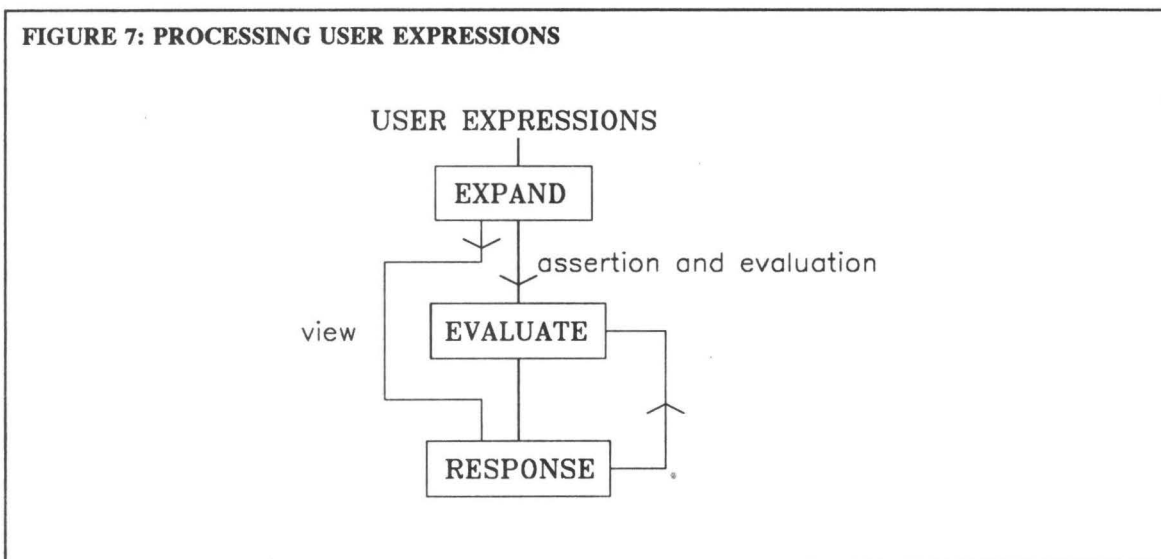 FIGURE 7: PROCESSING USER EXPRESSIONS
USER EXPRESSIONS
EXPAND
assertion and evaluation
view
EVALUATE
RESPONSE